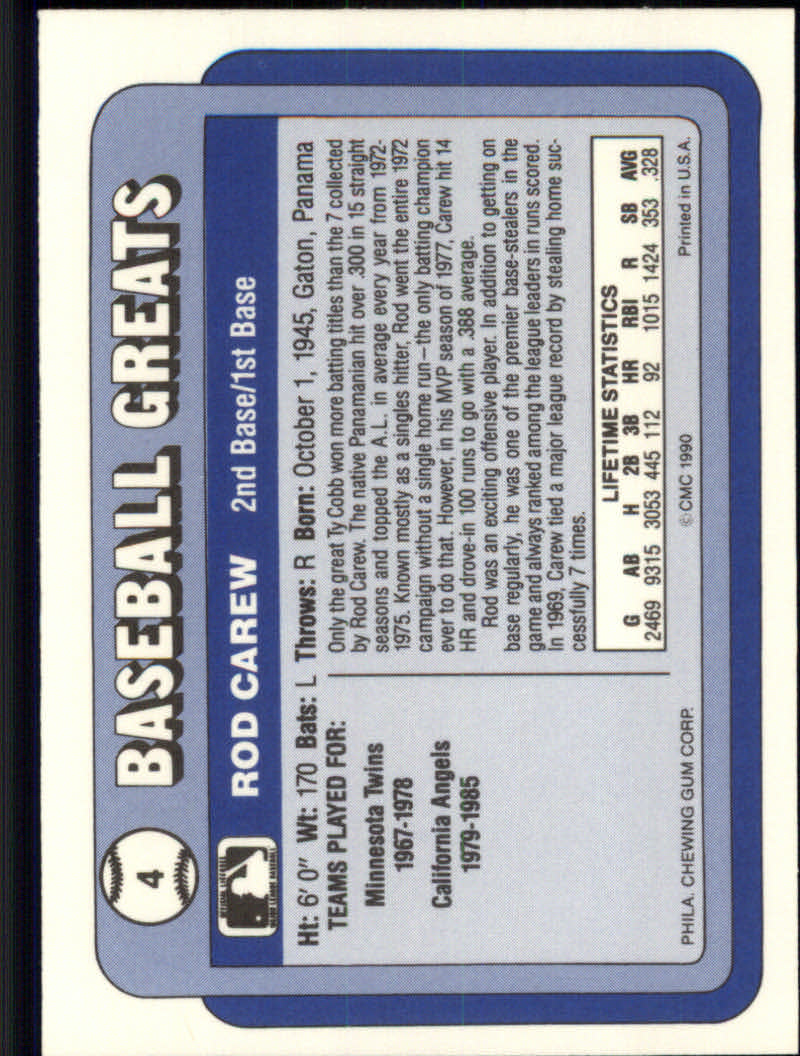 4
BASEBALL GREATS
ROD CAREW 2nd Base/1st Base
Ht: 6' 0" Wt: 170 Bats: L Throws: R Born: October 1, 1945, Gaton, Panama
TEAMS PLAYED FOR:
Minnesota Twins
1967-1978
California Angels
1979-1985
Only the great Ty Cobb won more batting titles than the 7 collected
by Rod Carew. The native Panamanian hit over .300 in 15 straight
seasons and topped the A.L. in average every year from 1972-
1975. Known mostly as a singles hitter, Rod went the entire 1972
campaign without a single home run—the only batting champion
ever to do that. However, in his MVP season of 1977, Carew hit 14
HR and drove-in 100 runs to go with a .388 average.
Rod was an exciting offensive player. In addition to getting on
base regularly, he was one of the premier base-stealers in the
game and always ranked among the league leaders in runs scored.
In 1969, Carew tied a major league record by stealing home suc-
cessfully 7 times.
LIFETIME STATISTICS
G AB H 2B 3B HR RBI R SB AVG
2469 9315 3053 445 112 92 1015 1424 353 .328
PHILA. CHEWING GUM CORP. © CMC 1990 Printed in U.S.A.